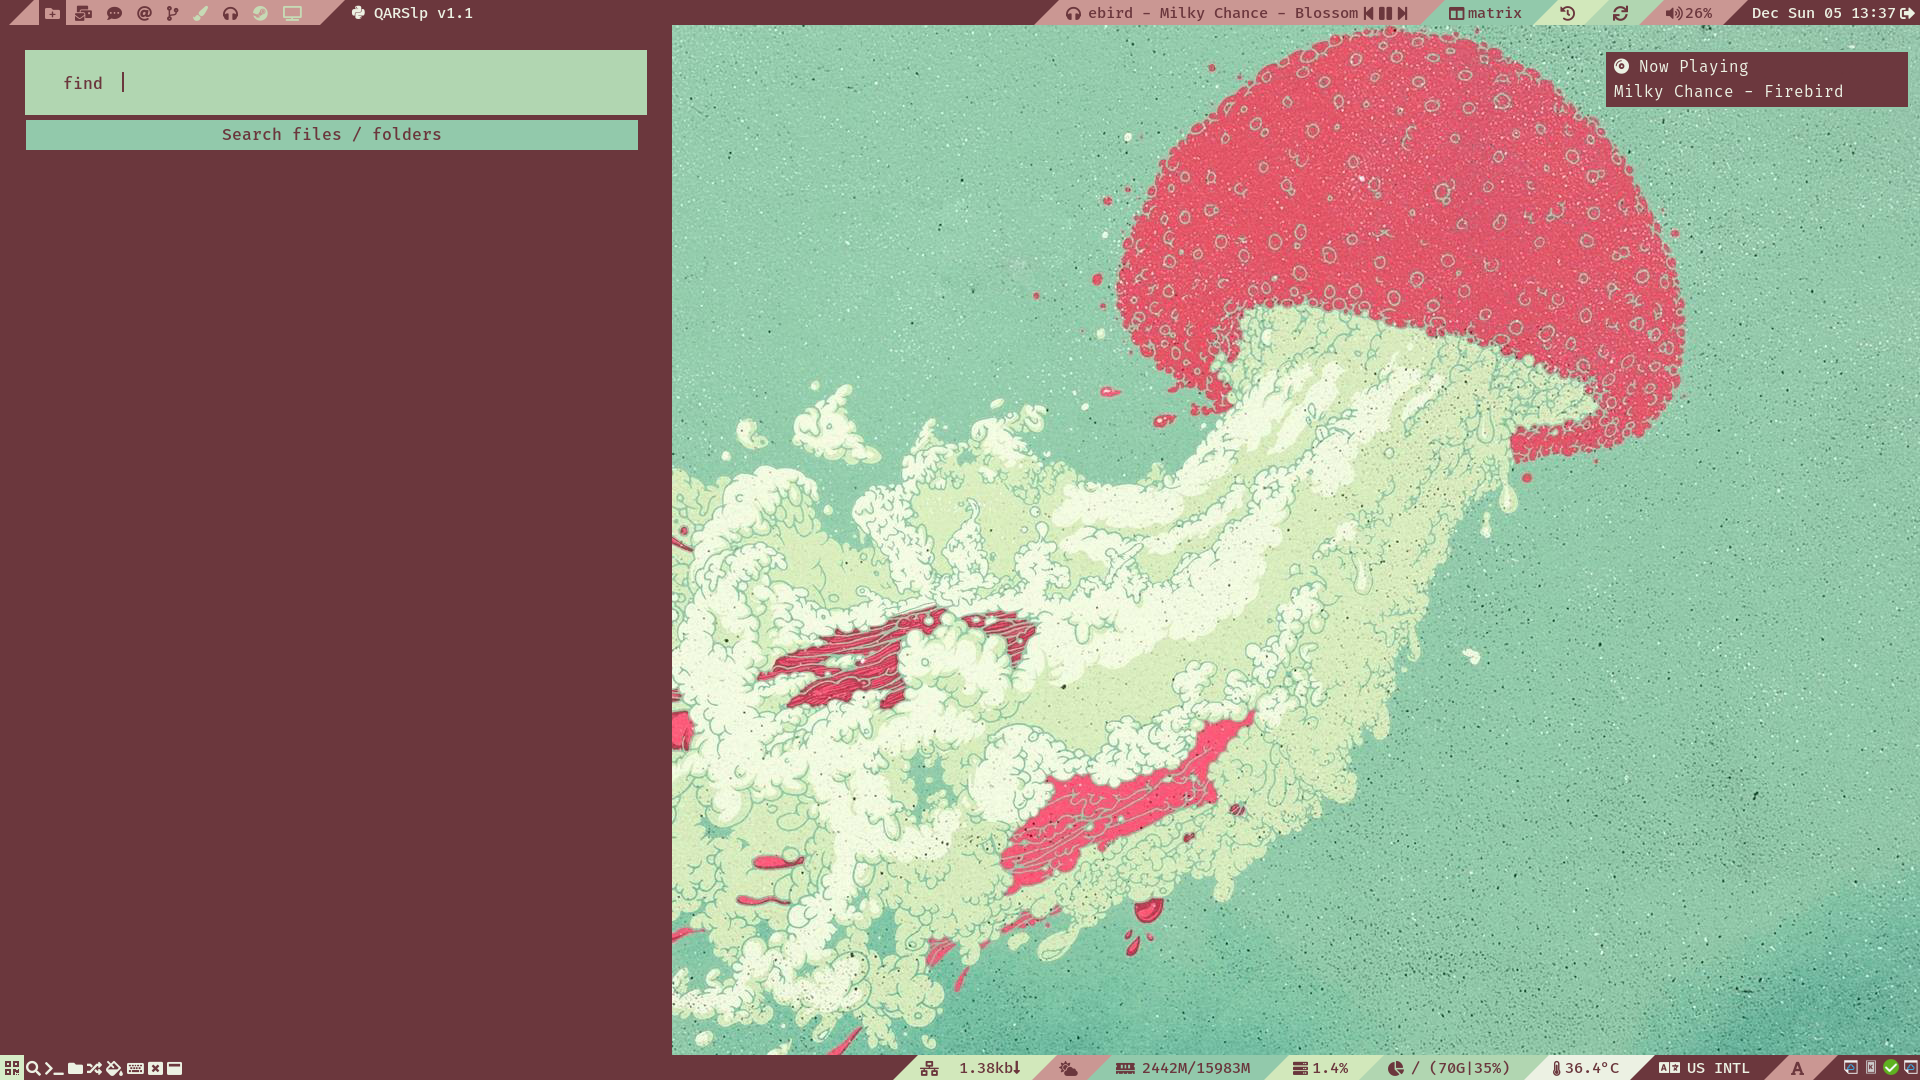 QARSlp v1.1
ebird - Milky Chance - Blossom
matrix
26%
Dec Sun 05 13:37
find
Search files / folders
Now Playing
Milky Chance - Firebird
1.38kb↓
2442M/15983M
1.4%
/ (70G|35%)
36.4°C
US INTL
A